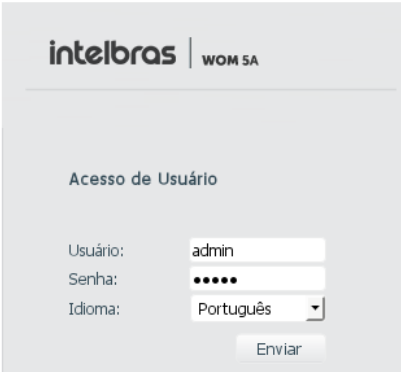 intelbras WOM 5A
Acesso de Usuário
Usuário: admin
Senha: •••••
Idioma: Português
Enviar